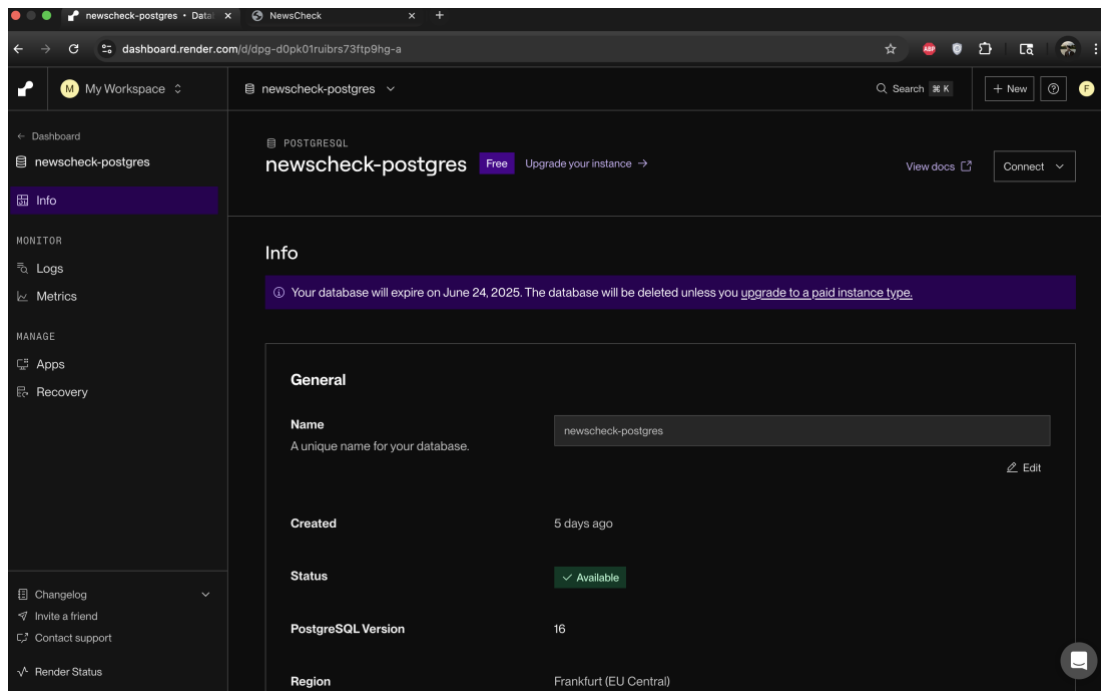 newscheck-postgres • Data
NewsCheck
dashboard.render.com/d/dpg-d0pk01ruibrs73ftp9hg-a
ABP
M My Workspace
newscheck-postgres
Search ⌘ K
+ New
F
← Dashboard
newscheck-postgres
Info
MONITOR
Logs
Metrics
MANAGE
Apps
Recovery
Changelog
Invite a friend
Contact support
Render Status
POSTGRESQL
newscheck-postgres Free Upgrade your instance →
View docs
Connect
Info
Your database will expire on June 24, 2025. The database will be deleted unless you upgrade to a paid instance type.
General
Name
A unique name for your database.
newscheck-postgres
Edit
Created
5 days ago
Status
Available
PostgreSQL Version
16
Region
Frankfurt (EU Central)